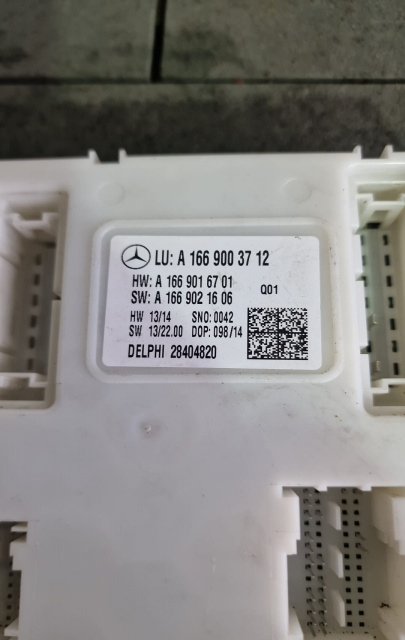 LU: A 166 900 37 12
HW: A 166 901 67 01
SW: A 166 902 16 06
Q01
HW 13/14 SNO: 0042
SW 13/22.00 DOP: 098/14
DELPHI 28404820